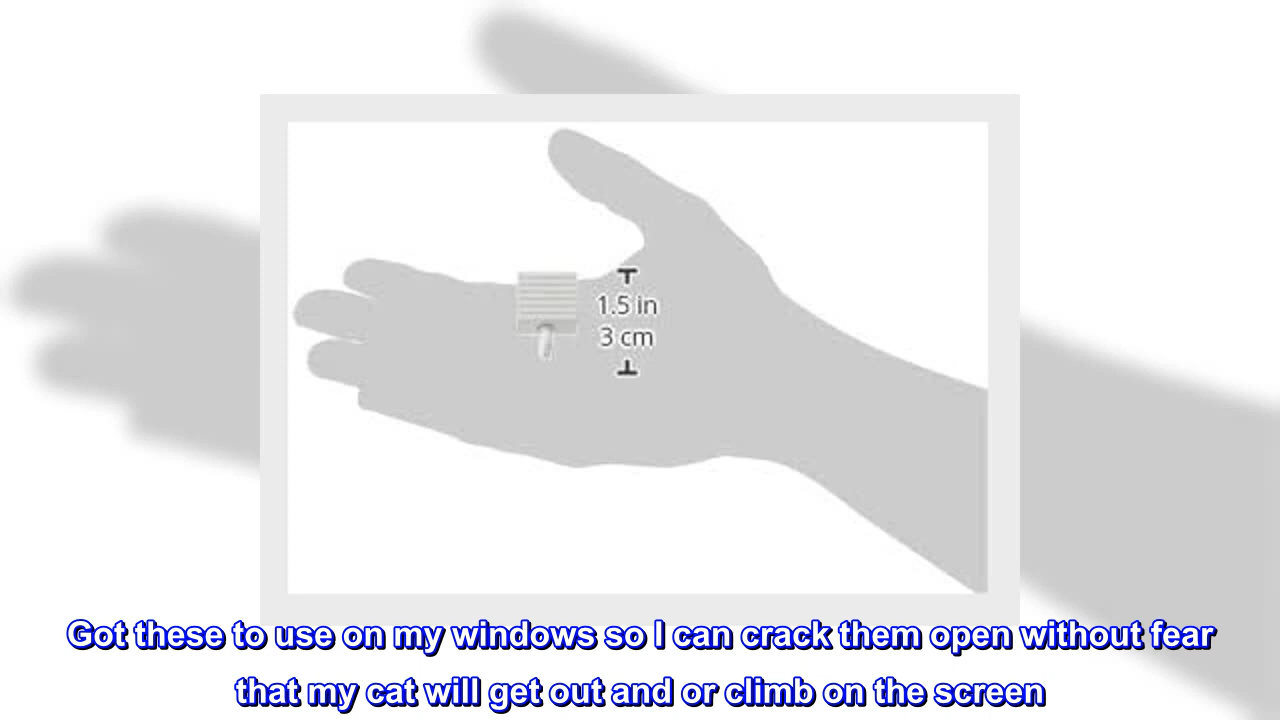 1.5 in
3 cm
Got these to use on my windows so I can crack them open without fear
that my cat will get out and or climb on the screen